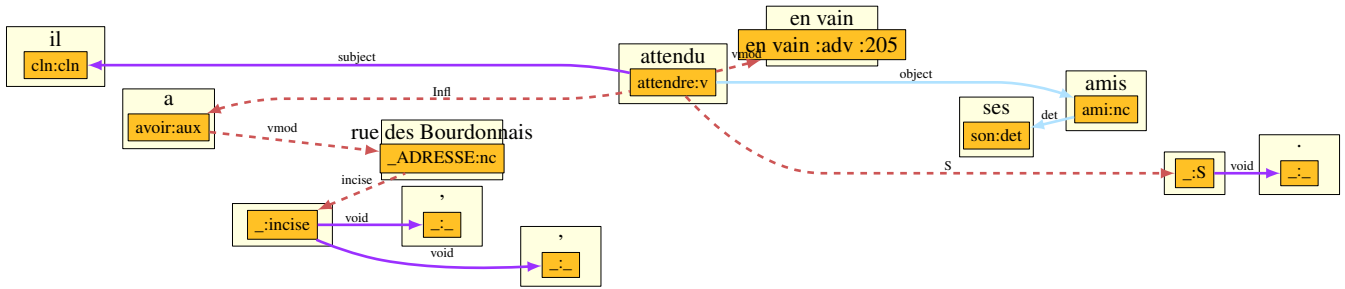 en vain
en vain :adv :205
il
cln:cln
subject
attendu
attendre:v
vmod
object
amis
ami:nc
a
avoir:aux
Infl
ses
son:det
det
vmod
rue des Bourdonnais
_ADRESSE:nc
.
_:_
S
_:S
void
incise
_:incise
void
,
_:_
void
,
_:_